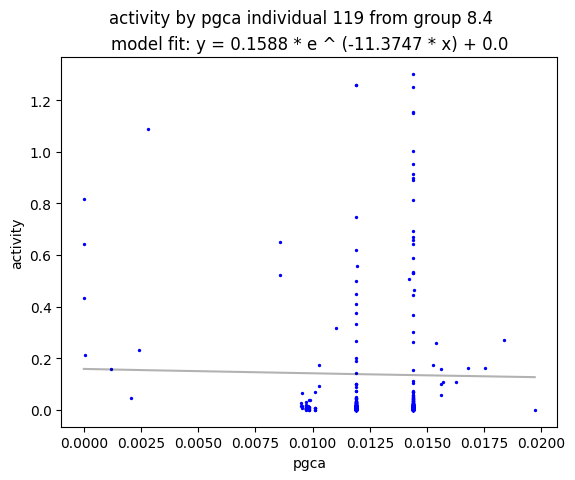 activity by pgca individual 119 from group 8.4
model fit: y = 0.1588 * e ^ (-11.3747 * x) + 0.0
1.2
1.0
0.8
0.6
0.4
0.2
0.0
activity
0.0000 0.0025 0.0050 0.0075 0.0100 0.0125 0.0150 0.0175 0.0200
pgca